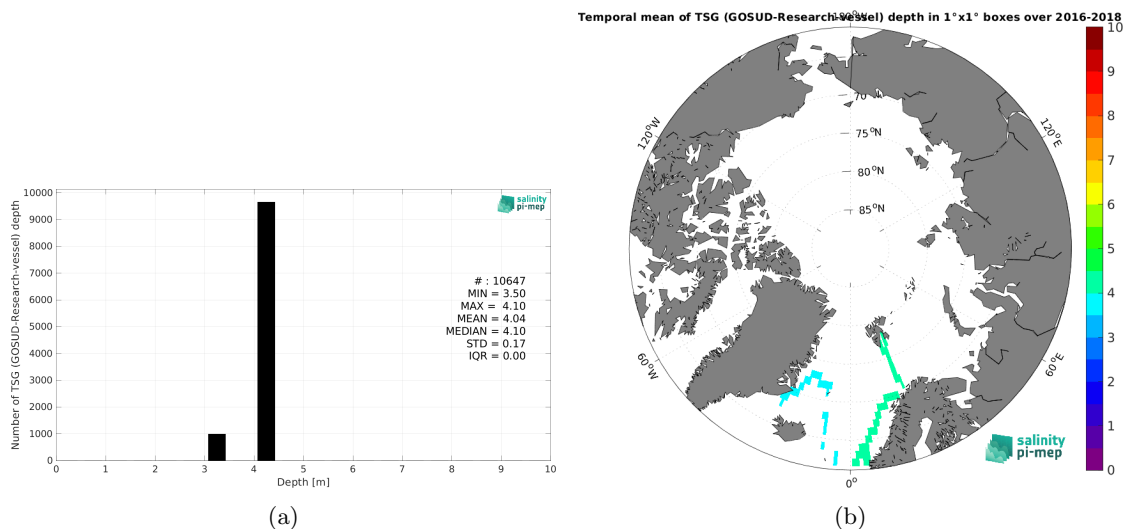 10000
9000
8000
7000
6000
5000
4000
3000
2000
1000
0
Number of TSG (GOSUD-Research-vessel) depth
salinity
pi-mep
# : 10647
MIN = 3.50
MAX = 4.10
MEAN = 4.04
MEDIAN = 4.10
STD = 0.17
IQR = 0.00
0 1 2 3 4 5 6 7 8 9 10
Depth [m]
(a)
Temporal mean of TSG (GOSUD-Research-vessel) depth in 1°x1° boxes over 2016-2018
180°W
120°W
120°E
70
75°N
80°N
85°N
60°W
60°E
0°
10
9
8
7
6
5
4
3
2
1
0
salinity
pi-mep
(b)